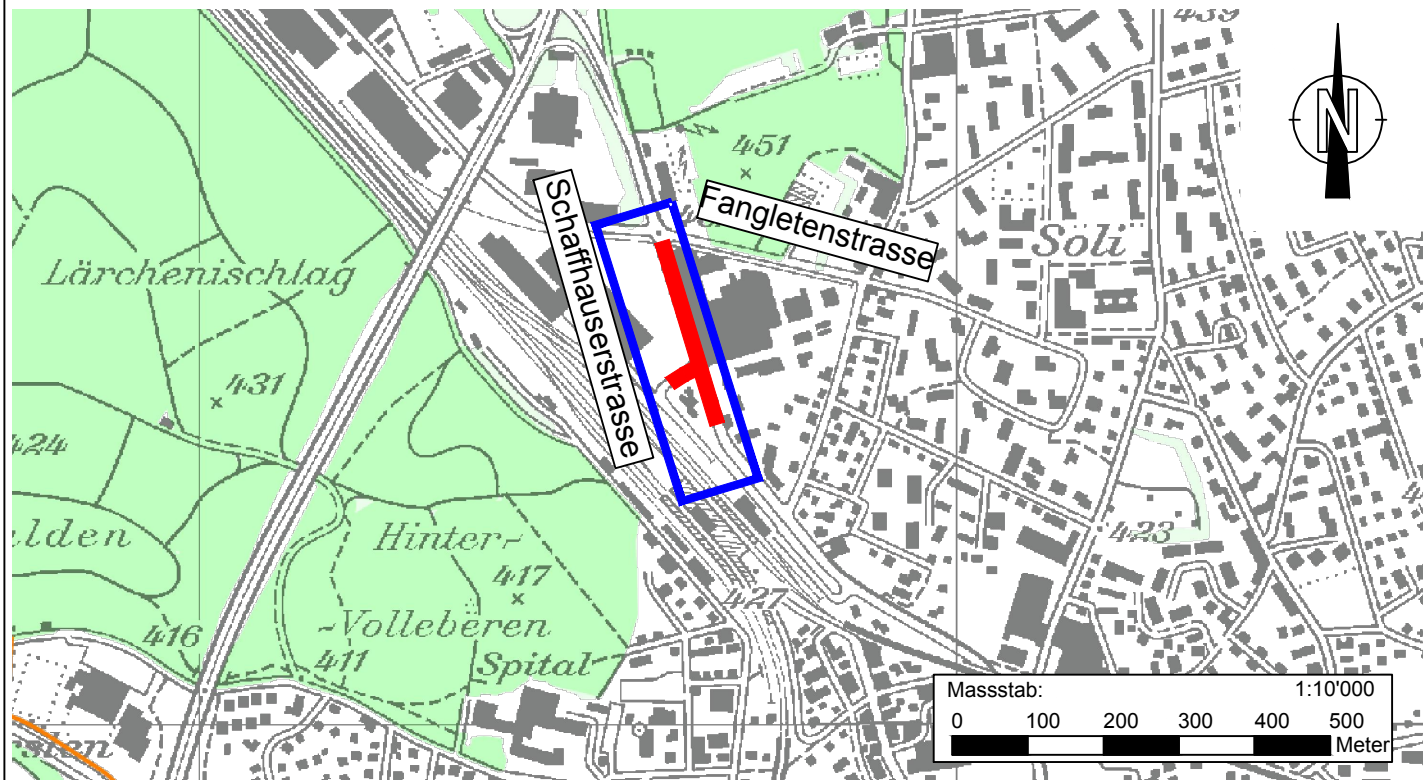 439
N
451
Fangletenstrasse
Soli
Schaffhauserstrasse
Lärchenischlag
431
424
lden
Hinter-
417
423
427
-Vollebëren
416
411
Spital
Massstab: 1:10'000
0 100 200 300 400 500
Meter